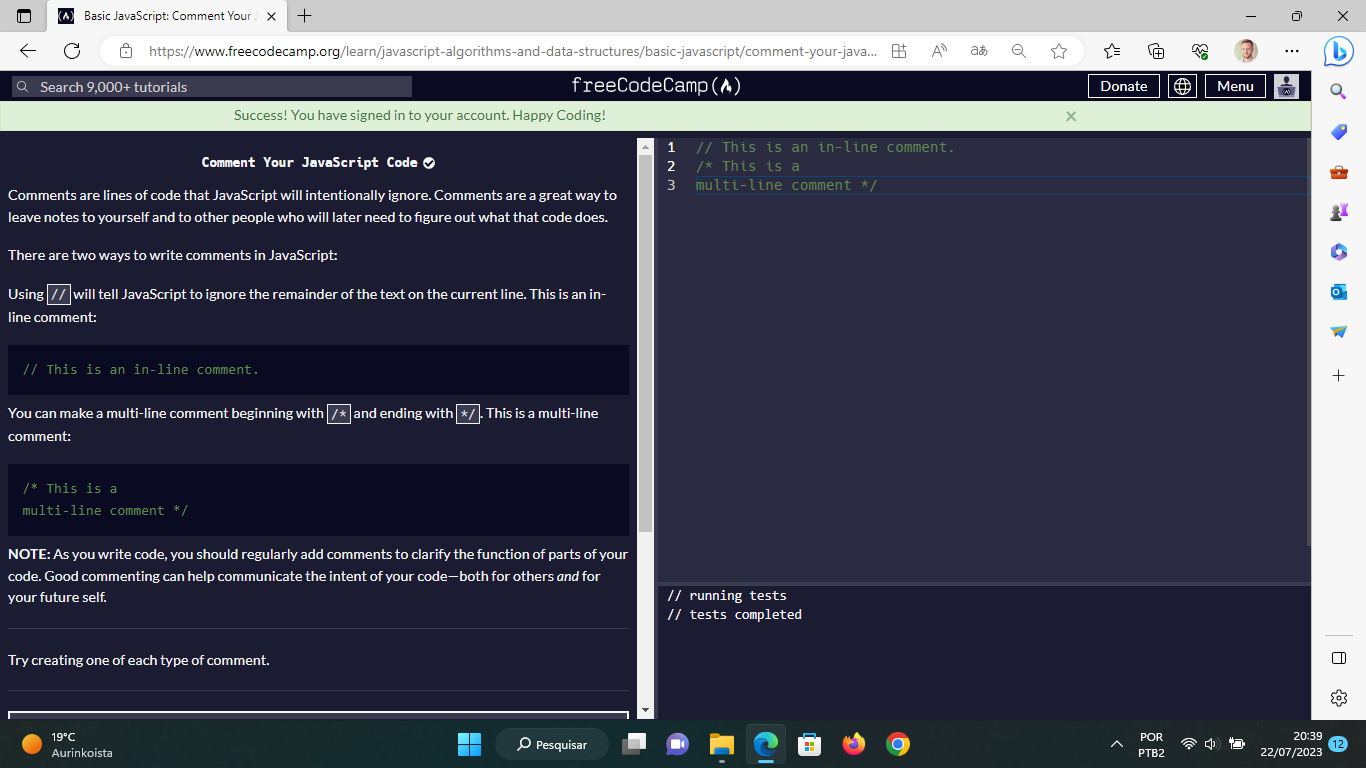 Basic JavaScript: Comment Your J
https://www.freecodecamp.org/learn/javascript-algorithms-and-data-structures/basic-javascript/comment-your-java...
Search 9,000+ tutorials
freeCodeCamp
Donate
Menu
Success! You have signed in to your account. Happy Coding!
Comment Your JavaScript Code
Comments are lines of code that JavaScript will intentionally ignore. Comments are a great way to
leave notes to yourself and to other people who will later need to figure out what that code does.
There are two ways to write comments in JavaScript:
Using // will tell JavaScript to ignore the remainder of the text on the current line. This is an in-
line comment:
// This is an in-line comment.
You can make a multi-line comment beginning with /* and ending with */. This is a multi-line
comment:
/* This is a
multi-line comment */
NOTE: As you write code, you should regularly add comments to clarify the function of parts of your
code. Good commenting can help communicate the intent of your code—both for others and for
your future self.
Try creating one of each type of comment.
1 // This is an in-line comment.
2 /* This is a
3 multi-line comment */
// running tests
// tests completed
19°C
Aurinkoista
Pesquisar
POR
PTB2
20:39
22/07/2023
12